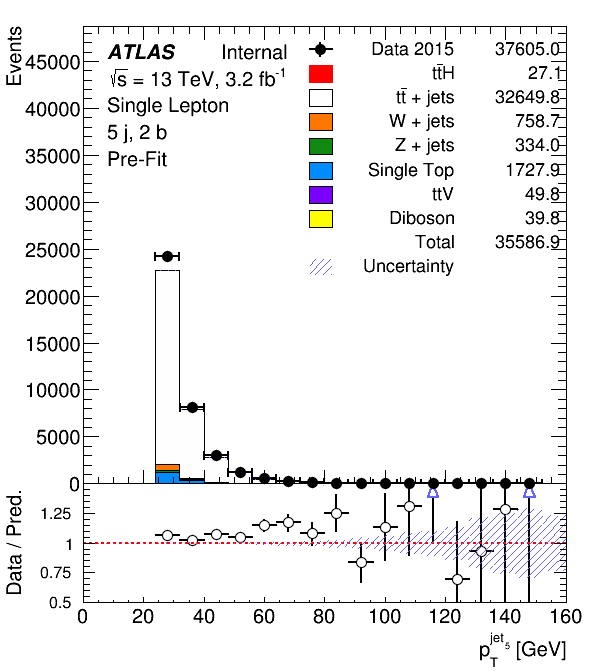 Events
45000
40000
35000
30000
25000
20000
15000
10000
5000
0
ATLAS Internal
√s = 13 TeV, 3.2 fb⁻¹
Single Lepton
5 j, 2 b
Pre-Fit
Data 2015 37605.0
tt̄H 27.1
tt̄ + jets 32649.8
W + jets 758.7
Z + jets 334.0
Single Top 1727.9
ttV 49.8
Diboson 39.8
Total 35586.9
Uncertainty
Data / Pred.
1.25
1
0.75
0.5
0 20 40 60 80 100 120 140 160
p_T^{jet_5} [GeV]